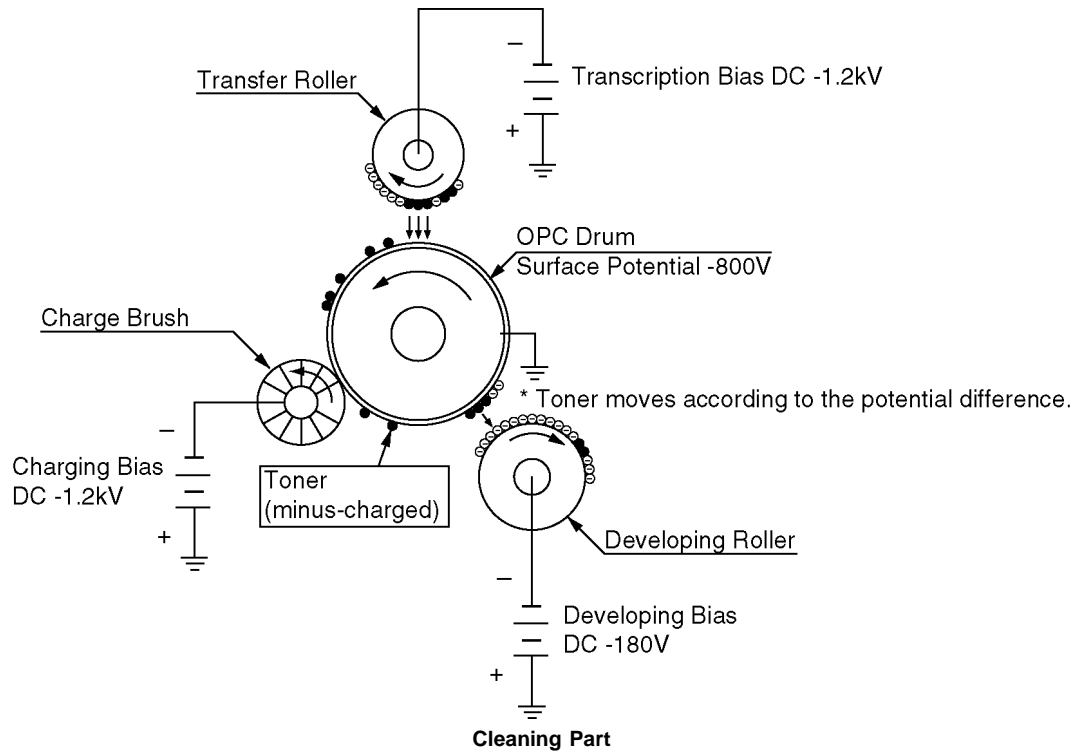 Transfer Roller
−
Transcription Bias DC -1.2kV
+
OPC Drum
Surface Potential -800V
Charge Brush
* Toner moves according to the potential difference.
−
Charging Bias
DC -1.2kV
+
Toner
(minus-charged)
Developing Roller
−
Developing Bias
DC -180V
+
Cleaning Part